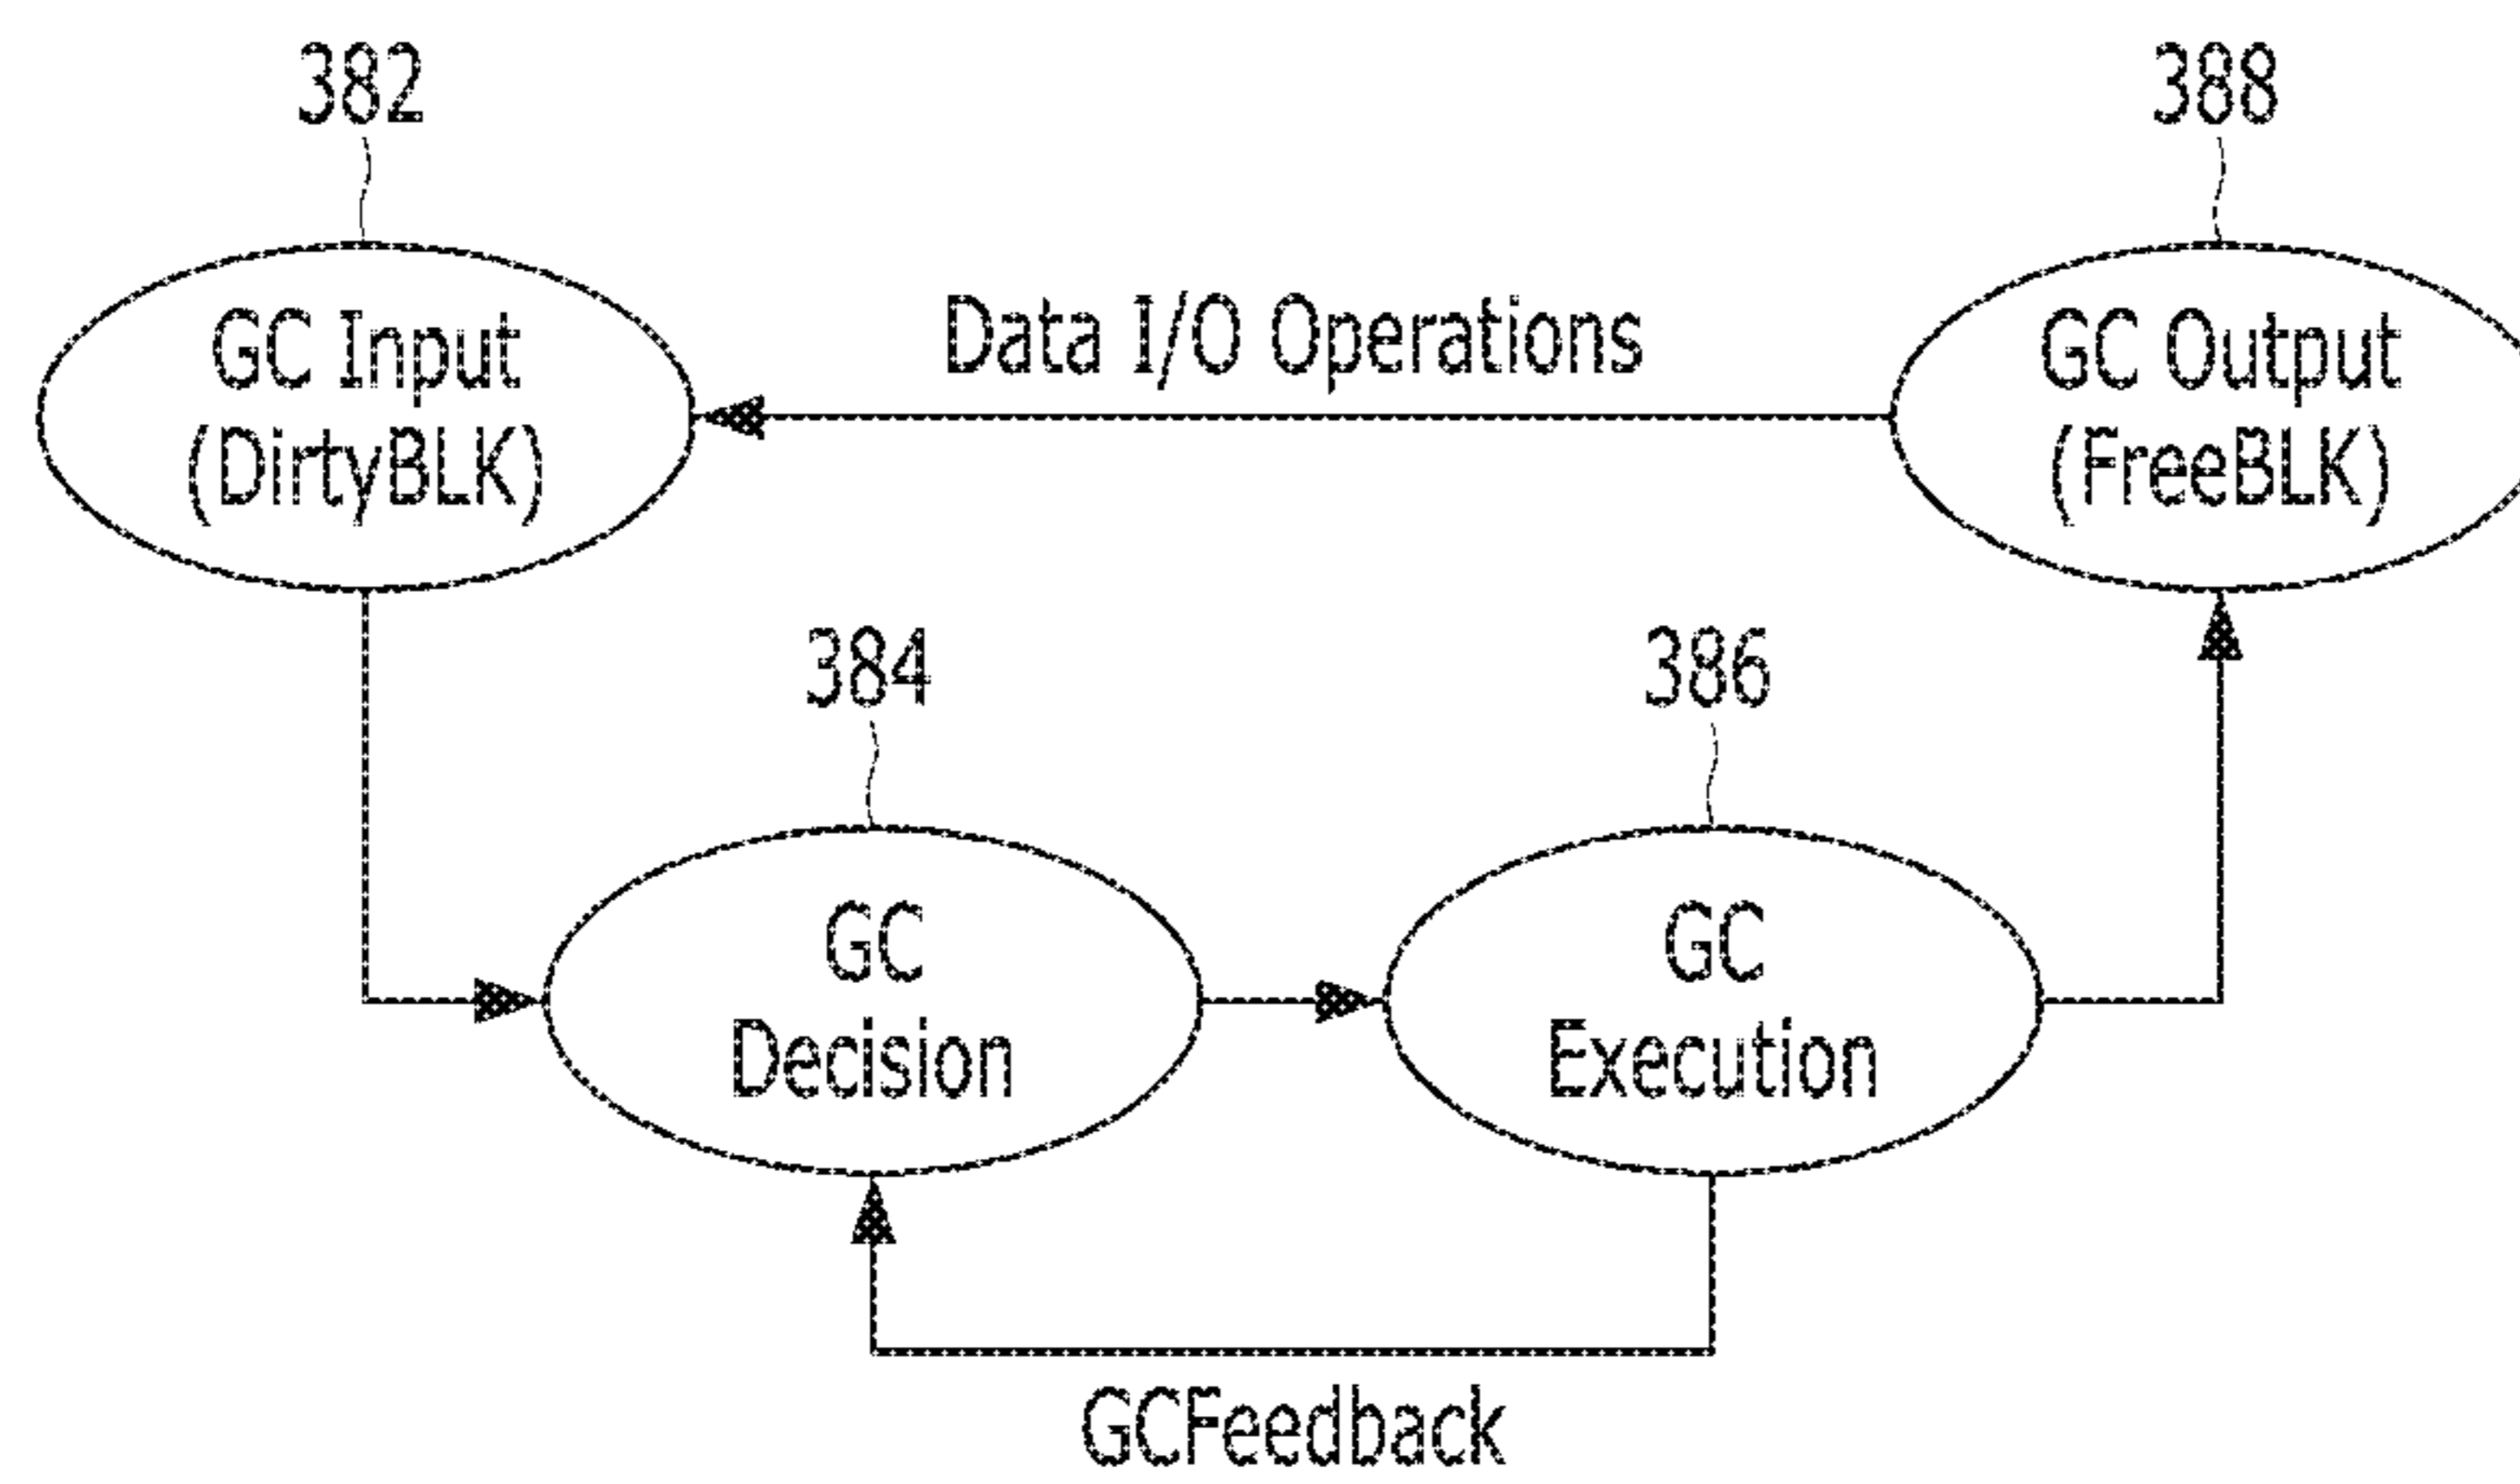 382
388
GC Input
(DirtyBLK)
Data I/O Operations
GC Output
(FreeBLK)
384
386
GC
Decision
GC
Execution
GCFeedback